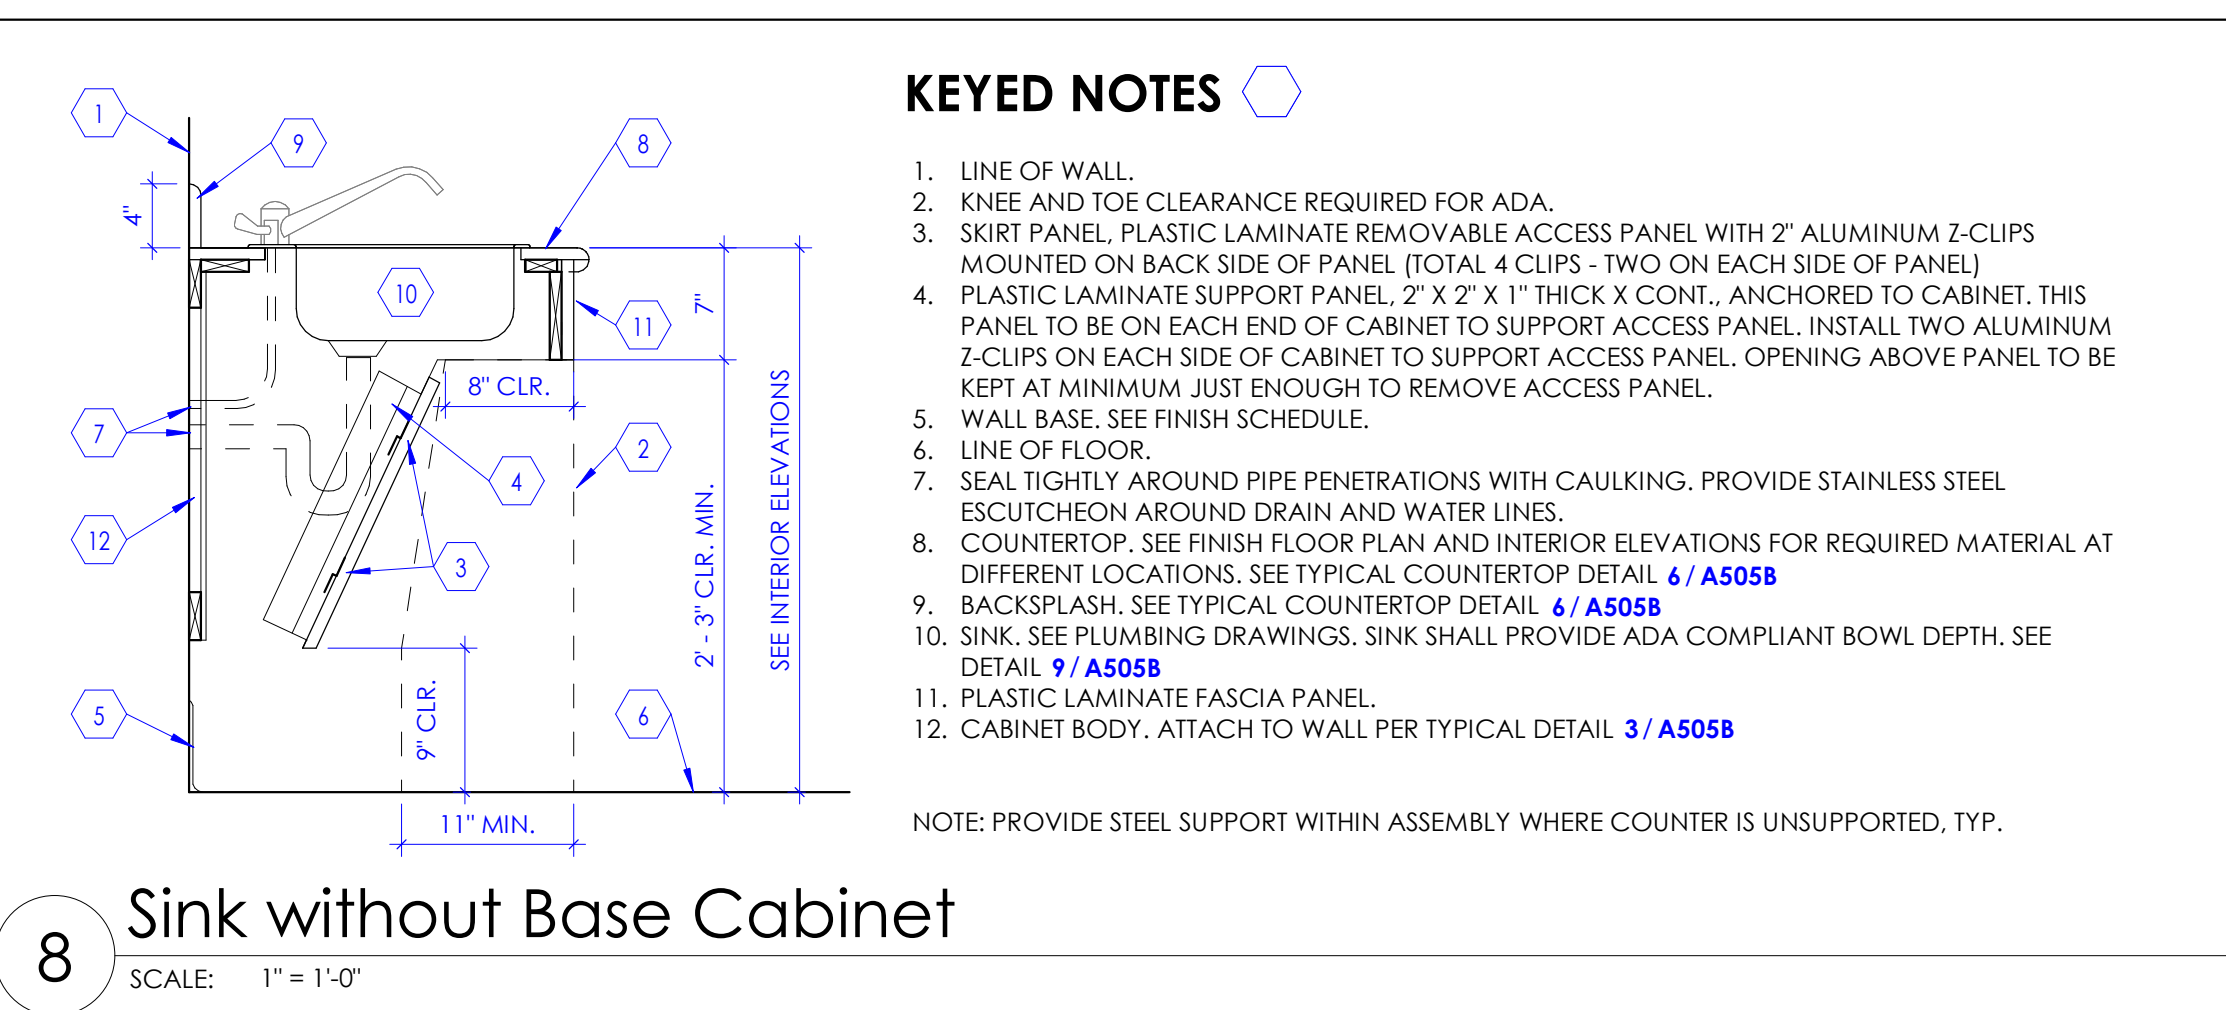 1
9
8
4"
10
7"
11
8" CLR.
7
2
4
12
3
2' - 3" CLR. MIN.
SEE INTERIOR ELEVATIONS
5
9" CLR.
6
11" MIN.
KEYED NOTES
1. LINE OF WALL.
2. KNEE AND TOE CLEARANCE REQUIRED FOR ADA.
3. SKIRT PANEL, PLASTIC LAMINATE REMOVABLE ACCESS PANEL WITH 2" ALUMINUM Z-CLIPS
MOUNTED ON BACK SIDE OF PANEL (TOTAL 4 CLIPS - TWO ON EACH SIDE OF PANEL)
4. PLASTIC LAMINATE SUPPORT PANEL, 2" X 2" X 1" THICK X CONT., ANCHORED TO CABINET. THIS
PANEL TO BE ON EACH END OF CABINET TO SUPPORT ACCESS PANEL. INSTALL TWO ALUMINUM
Z-CLIPS ON EACH SIDE OF CABINET TO SUPPORT ACCESS PANEL. OPENING ABOVE PANEL TO BE
KEPT AT MINIMUM JUST ENOUGH TO REMOVE ACCESS PANEL.
5. WALL BASE. SEE FINISH SCHEDULE.
6. LINE OF FLOOR.
7. SEAL TIGHTLY AROUND PIPE PENETRATIONS WITH CAULKING. PROVIDE STAINLESS STEEL
ESCUTCHEON AROUND DRAIN AND WATER LINES.
8. COUNTERTOP. SEE FINISH FLOOR PLAN AND INTERIOR ELEVATIONS FOR REQUIRED MATERIAL AT
DIFFERENT LOCATIONS. SEE TYPICAL COUNTERTOP DETAIL 6 / A505B
9. BACKSPLASH. SEE TYPICAL COUNTERTOP DETAIL 6 / A505B
10. SINK. SEE PLUMBING DRAWINGS. SINK SHALL PROVIDE ADA COMPLIANT BOWL DEPTH. SEE
DETAIL 9 / A505B
11. PLASTIC LAMINATE FASCIA PANEL.
12. CABINET BODY. ATTACH TO WALL PER TYPICAL DETAIL 3 / A505B
NOTE: PROVIDE STEEL SUPPORT WITHIN ASSEMBLY WHERE COUNTER IS UNSUPPORTED, TYP.
8
Sink without Base Cabinet
SCALE: 1" = 1'-0"